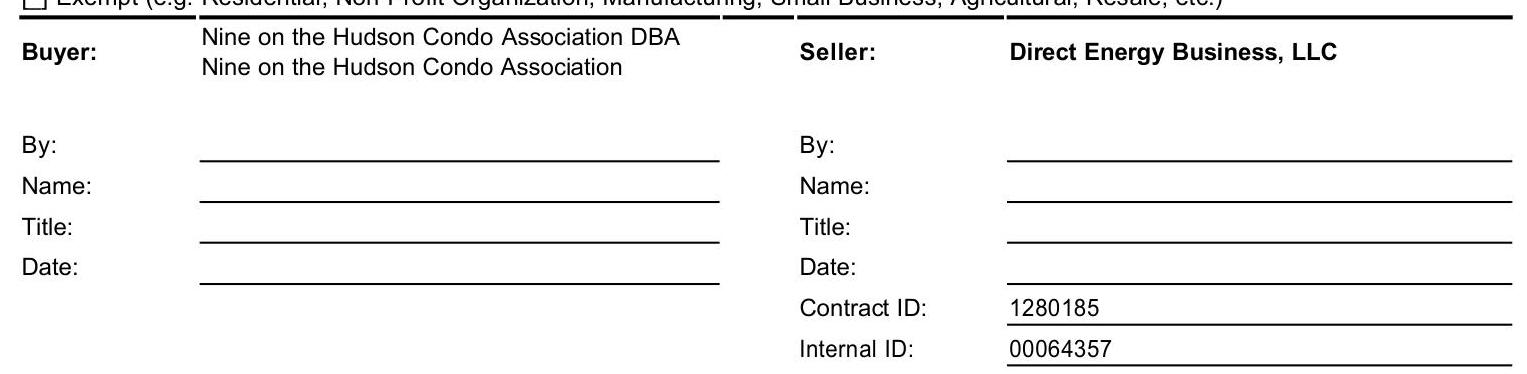 Exempt (e.g. Residential, Non-Profit Organization, Manufacturing, Small Business, Agricultural, Resale, etc.)
Buyer: Nine on the Hudson Condo Association DBA
Nine on the Hudson Condo Association
Seller: Direct Energy Business, LLC
By: By:
Name: Name:
Title: Title:
Date: Date:
Contract ID: 1280185
Internal ID: 00064357